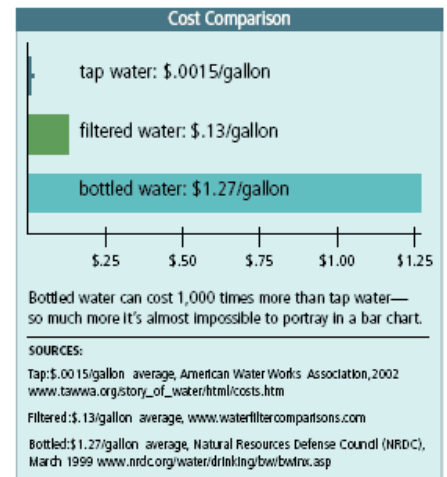 Cost Comparison
tap water: $.0015/gallon
filtered water: $.13/gallon
bottled water: $1.27/gallon
$.25 $.50 $.75 $1.00 $1.25
Bottled water can cost 1,000 times more than tap water—
so much more it's almost impossible to portray in a bar chart.
SOURCES:
Tap:$.0015/gallon average, American Water Works Association,2002
www.tawwa.org/story_of_water/html/costs.htm
Filtered:$.13/gallon average, www.waterfiltercomparisons.com
Bottled:$1.27/gallon average, Natural Resources Defense Council (NRDC),
March 1999 www.nrdc.org/water/drinking/bw/bwinx.asp